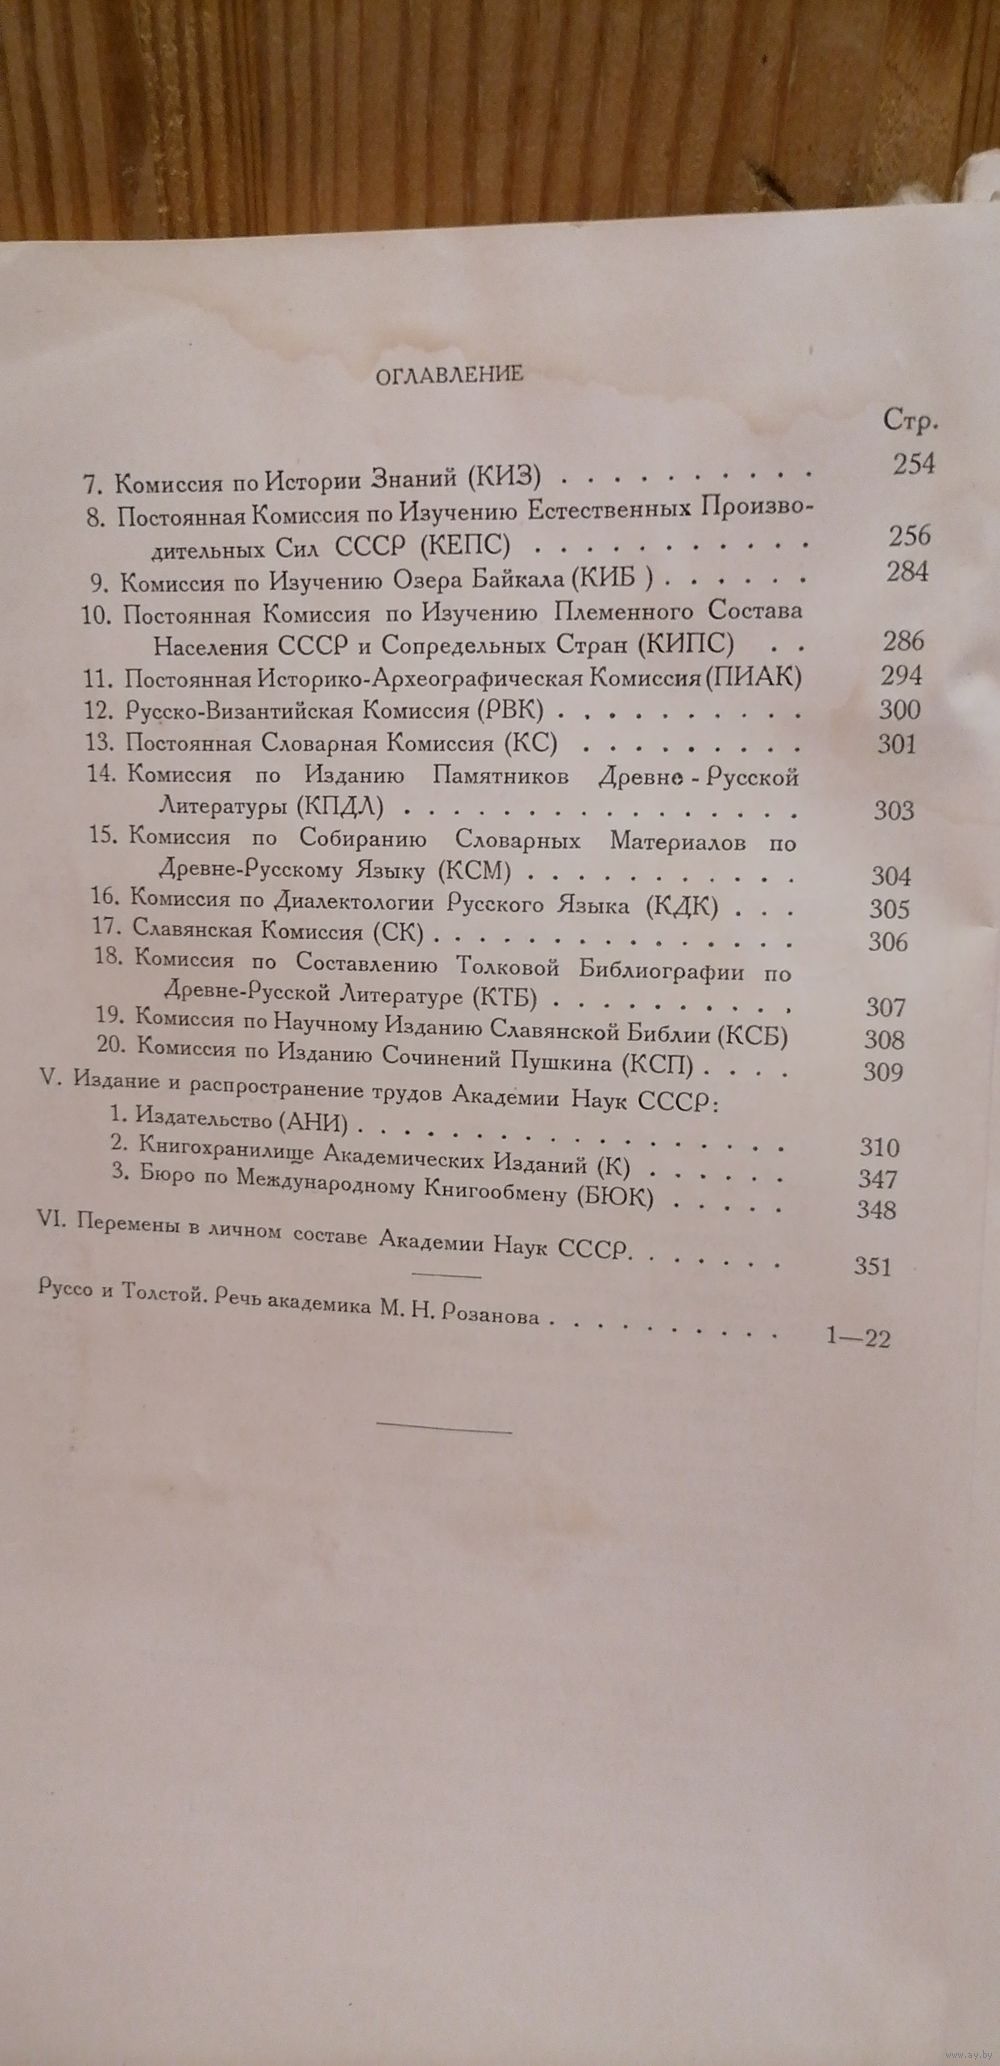 ОГЛАВЛЕНИЕ
Стр.
7. Комиссия по Истории Знаний (КИЗ) . . . . . . . . . . 254
8. Постоянная Комиссия по Изучению Естественных Произво-
дительных Сил СССР (КЕПС) . . . . . . . . . . . 256
9. Комиссия по Изучению Озера Байкала (КИБ ) . . . . . . 284
10. Постоянная Комиссия по Изучению Племенного Состава
Населения СССР и Сопредельных Стран (КИПС) . . 286
11. Постоянная Историко-Археографическая Комиссия (ПИАК) 294
12. Русско-Византийская Комиссия (РВК) . . . . . . . . . . 300
13. Постоянная Словарная Комиссия (КС) . . . . . . . . . 301
14. Комиссия по Изданию Памятников Древне - Русской
Литературы (КПДЛ) . . . . . . . . . . . . . . . . 303
15. Комиссия по Собиранию Словарных Материалов по
Древне-Русскому Языку (КСМ) . . . . . . . . . . . 304
16. Комиссия по Диалектологии Русского Языка (КДК) . . . 305
17. Славянская Комиссия (СК) . . . . . . . . . . . . . . . 306
18. Комиссия по Составлению Толковой Библиографии по
Древне-Русской Литературе (КТБ) . . . . . . . . . . 307
19. Комиссия по Научному Изданию Славянской Библии (КСБ) 308
20. Комиссия по Изданию Сочинений Пушкина (КСП) . . . . 309
V. Издание и распространение трудов Академии Наук СССР:
1. Издательство (АНИ) . . . . . . . . . . . . . . . . . . 310
2. Книгохранилище Академических Изданий (К) . . . . . . 347
3. Бюро по Международному Книгообмену (БЮК) . . . . . 348
VI. Перемены в личном составе Академии Наук СССР. . . . . . . 351
Руссо и Толстой. Речь академика М. Н. Розанова . . . . . . . . . . 1—22
www.ay.by